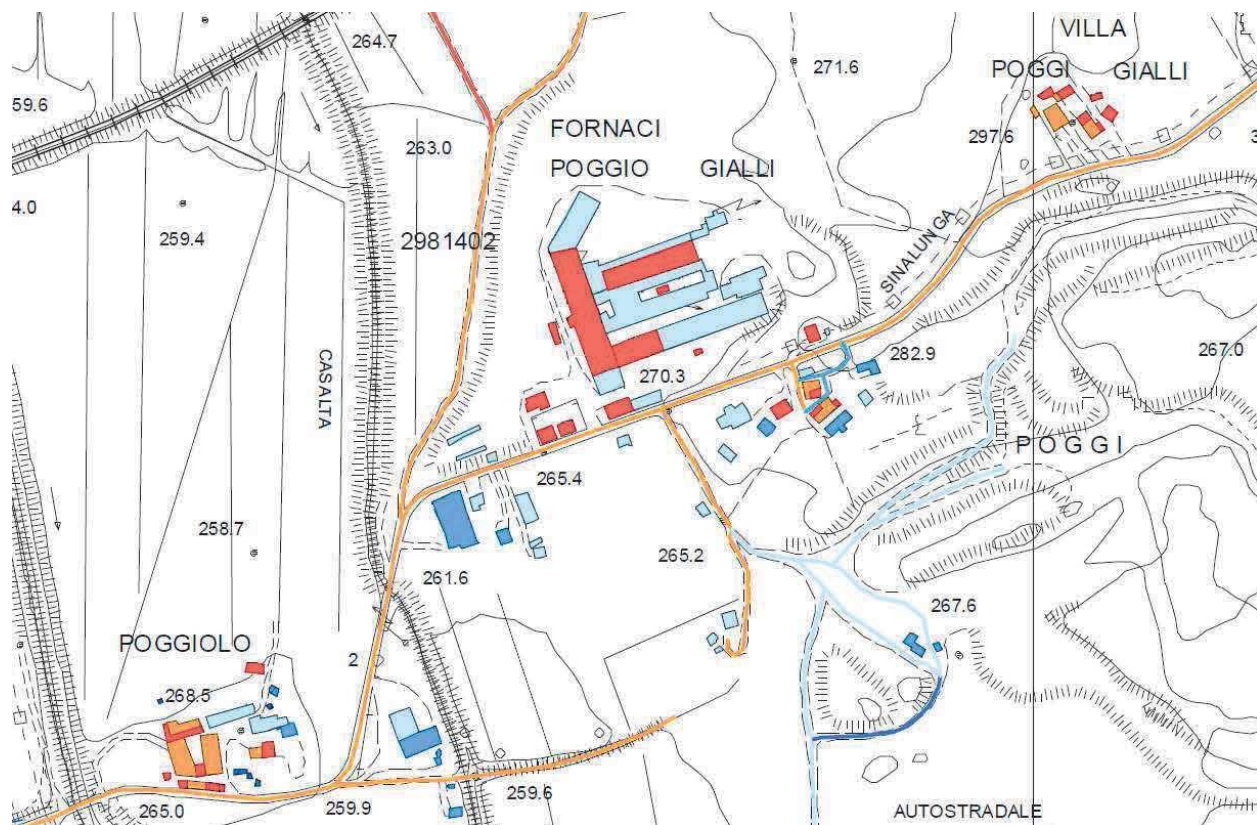 VILLA
264.7
271.6
POGGI GIALLI
59.6
FORNACI
263.0
297.6
3
POGGIO GIALLI
4.0
259.4
2981402
SINALUNGA
CASALTA
282.9
267.0
270.3
POGGI
265.4
258.7
265.2
261.6
267.6
POGGIOLO
2
268.5
265.0
259.9
259.6
AUTOSTRADALE